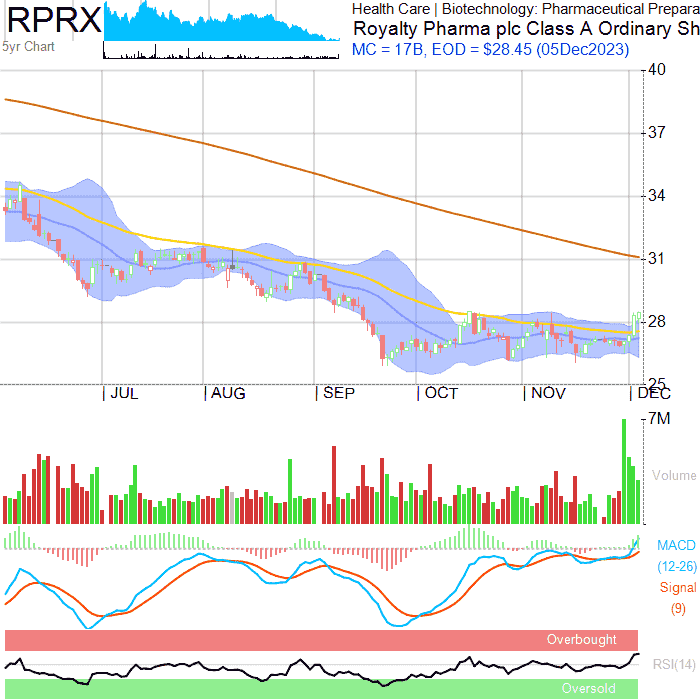 RPRX
5yr Chart
Health Care | Biotechnology: Pharmaceutical Prepara
Royalty Pharma plc Class A Ordinary Sh
MC = 17B, EOD = $28.45 (05Dec2023)
40
37
34
31
28
25
| JUL | AUG | SEP | OCT | NOV | DEC
7M
Volume
MACD
(12-26)
Signal
(9)
Overbought
RSI(14)
Oversold